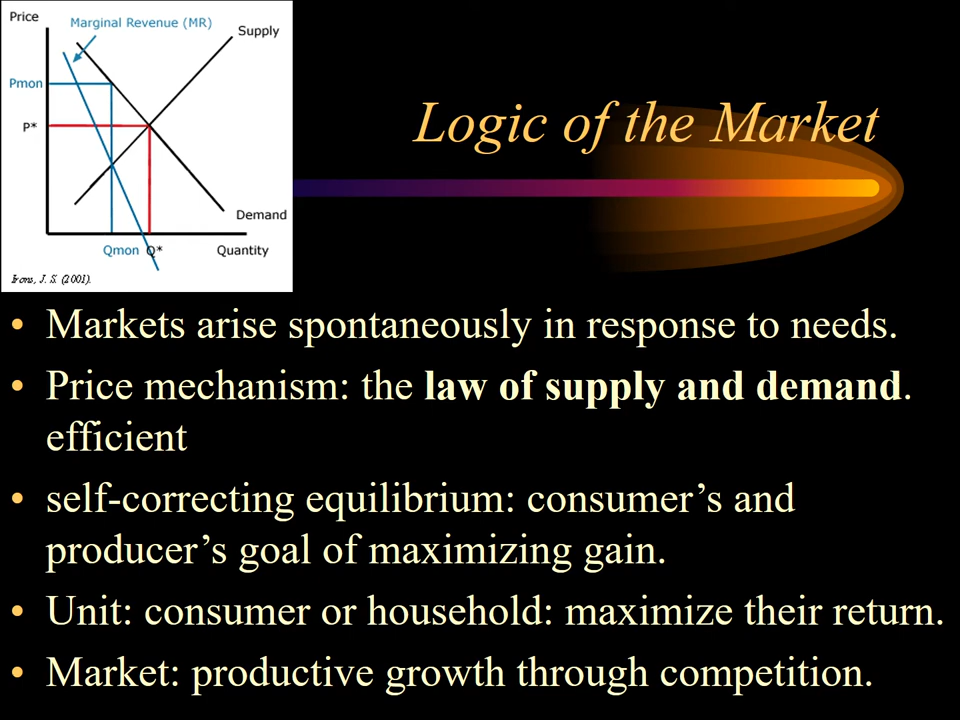 Price
Marginal Revenue (MR)
Supply
Pmon
P*
Demand
Qmon Q* Quantity
Irons, J. S. (2001).
Logic of the Market
• Markets arise spontaneously in response to needs.
• Price mechanism: the law of supply and demand.
efficient
• self-correcting equilibrium: consumer’s and
producer’s goal of maximizing gain.
• Unit: consumer or household: maximize their return.
• Market: productive growth through competition.